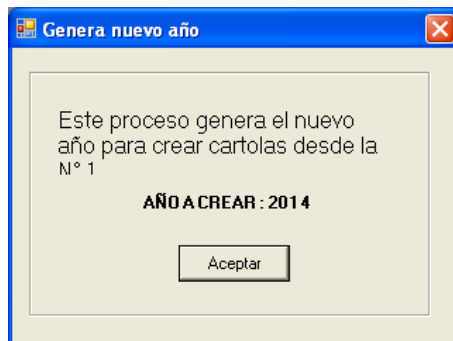 Genera nuevo año
Este proceso genera el nuevo
año para crear cartolas desde la
N° 1
AÑO A CREAR : 2014
Aceptar